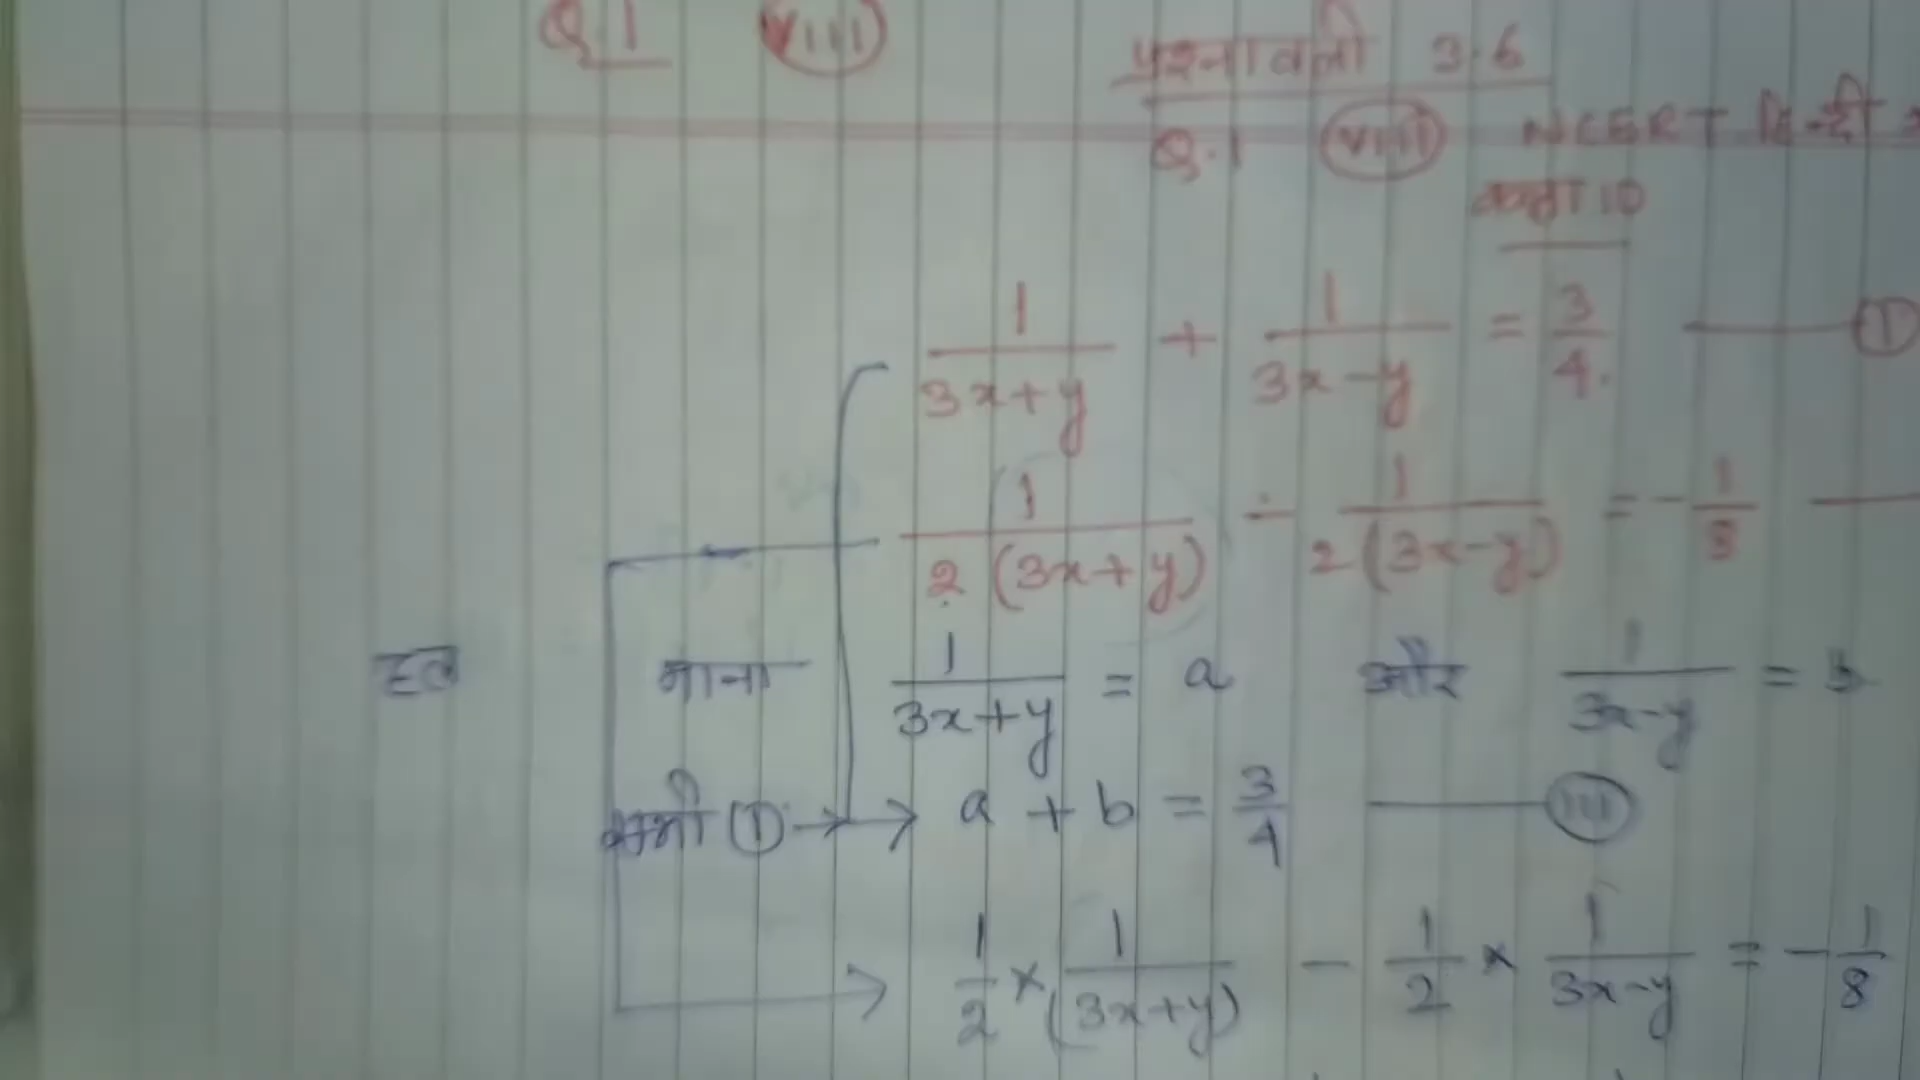 Q.1 (VIII)
प्रश्नावली 3.6
Q.1 (VIII) NCERT हिन्दी
कक्षा 10
1/(3x+y) + 1/(3x-y) = 3/4. —— (I)
1/(2(3x+y)) - 1/(2(3x-y)) = -1/8 ——
हल माना 1/(3x+y) = a और 1/(3x-y) = b
समी (I) → → a + b = 3/4 —— (III)
→ 1/2 × 1/(3x+y) - 1/2 × 1/(3x-y) = -1/8